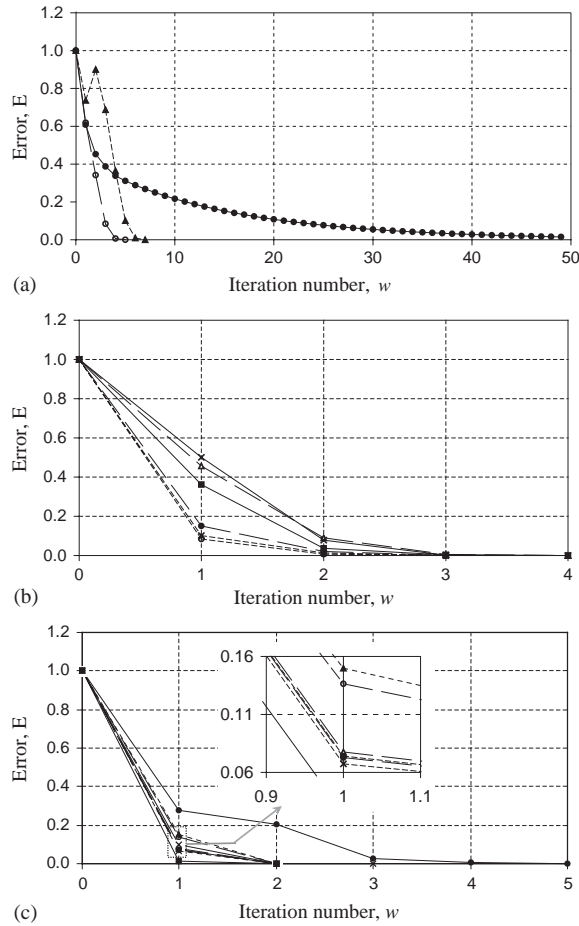 1.2
1.0
0.8
0.6
0.4
0.2
0.0
Error, E
0 10 20 30 40 50
(a) Iteration number, w
1.2
1.0
0.8
0.6
0.4
0.2
0.0
Error, E
0 1 2 3 4
(b) Iteration number, w
1.2
1.0
0.8
0.6
0.4
0.2
0.0
Error, E
0.16
0.11
0.06
0.9 1 1.1
0 1 2 3 4 5
(c) Iteration number, w